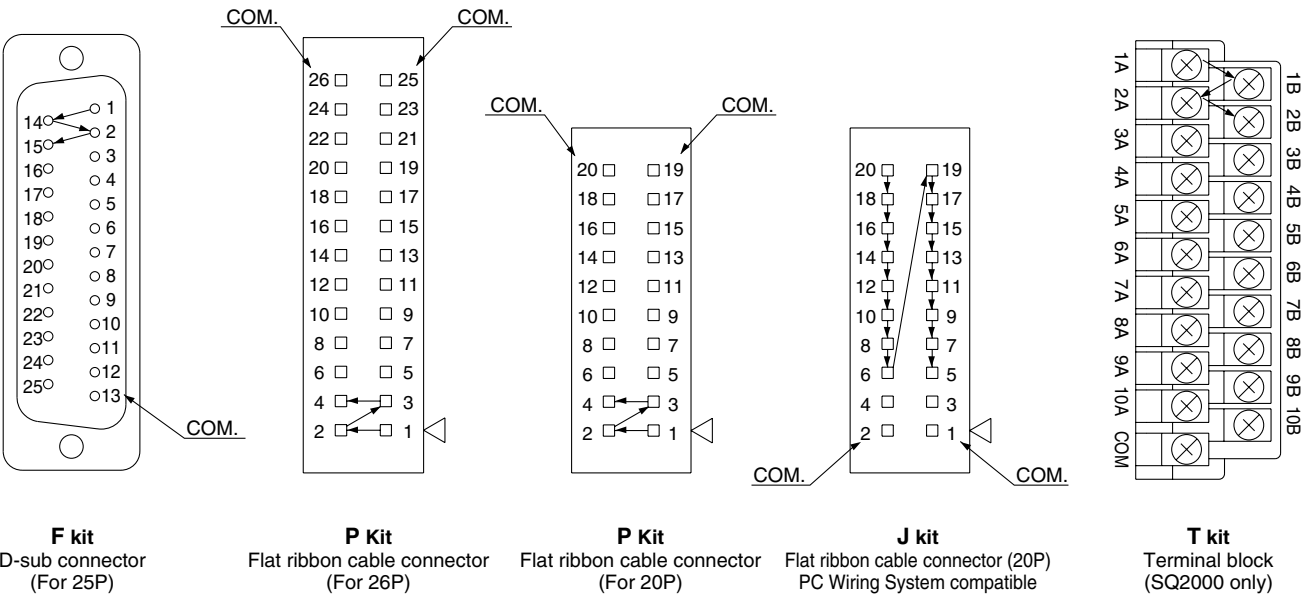 COM.
14 1
15 2
16 3
17 4
18 5
19 6
20 7
21 8
22 9
23 10
24 11
25 12
13
COM.
F kit
D-sub connector
(For 25P)
COM. COM.
26 25
24 23
22 21
20 19
18 17
16 15
14 13
12 11
10 9
8 7
6 5
4 3
2 1
P Kit
Flat ribbon cable connector
(For 26P)
COM. COM.
20 19
18 17
16 15
14 13
12 11
10 9
8 7
6 5
4 3
2 1
P Kit
Flat ribbon cable connector
(For 20P)
20 19
18 17
16 15
14 13
12 11
10 9
8 7
6 5
4 3
2 1
COM. COM.
J kit
Flat ribbon cable connector (20P)
PC Wiring System compatible
1A 1B
2A 2B
3A 3B
4A 4B
5A 5B
6A 6B
7A 7B
8A 8B
9A 9B
10A 10B
COM
T kit
Terminal block
(SQ2000 only)